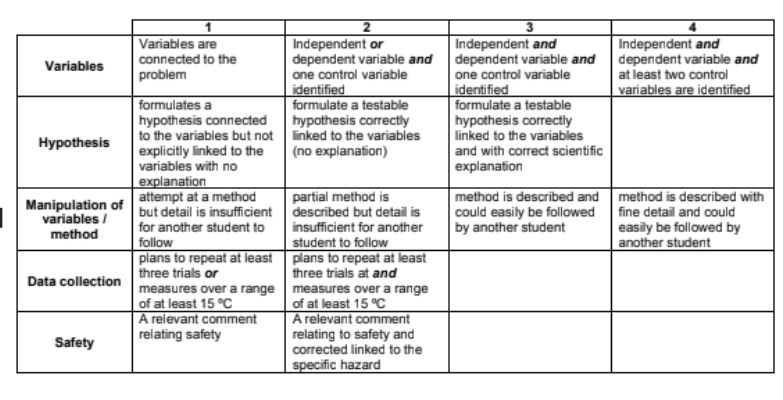 1 2 3 4
Variables
Variables are
connected to the
problem
Independent or
dependent variable and
one control variable
identified
Independent and
dependent variable and
one control variable
identified
Independent and
dependent variable and
at least two control
variables are identified
Hypothesis
formulates a
hypothesis connected
to the variables but not
explicitly linked to the
variables with no
explanation
formulate a testable
hypothesis correctly
linked to the variables
(no explanation)
formulate a testable
hypothesis correctly
linked to the variables
and with correct scientific
explanation
Manipulation of
variables /
method
attempt at a method
but detail is insufficient
for another student to
follow
partial method is
described but detail is
insufficient for another
student to follow
method is described and
could easily be followed
by another student
method is described with
fine detail and could
easily be followed by
another student
Data collection
plans to repeat at least
three trials or
measures over a range
of at least 15 ºC
plans to repeat at least
three trials at and
measures over a range
of at least 15 ºC
Safety
A relevant comment
relating safety
A relevant comment
relating to safety and
corrected linked to the
specific hazard